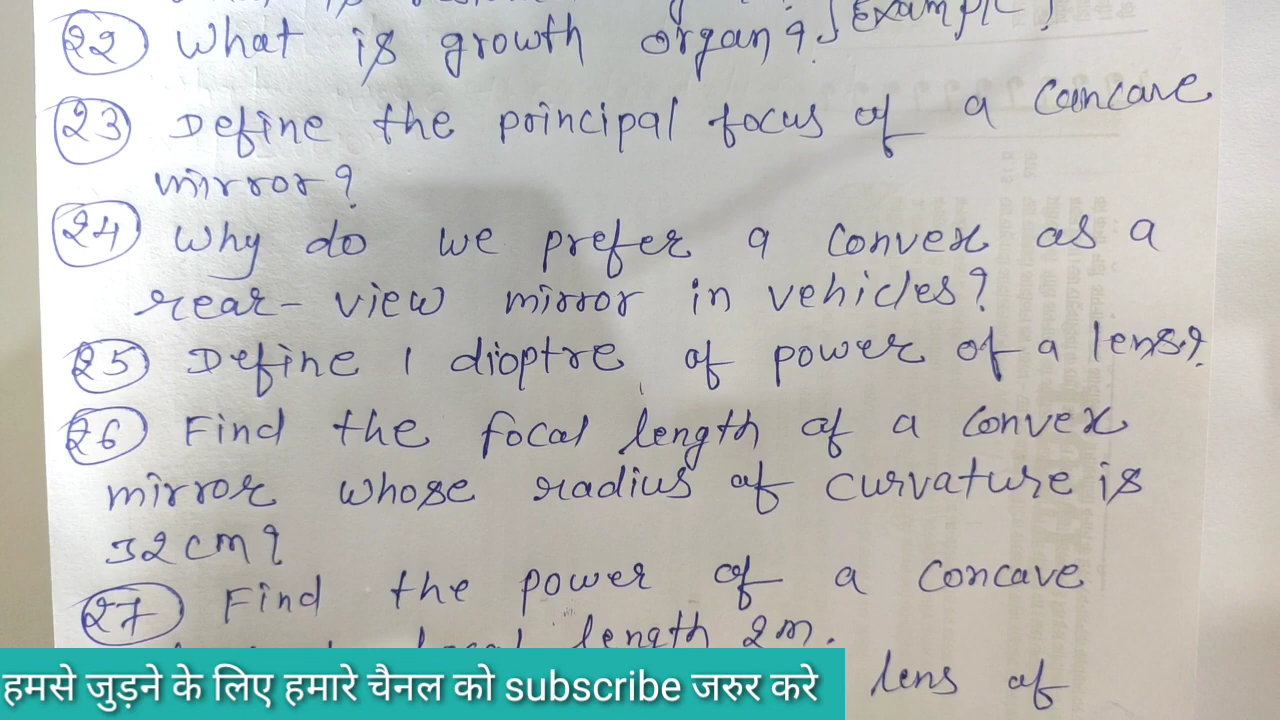 22 What is growth organ? Example?
23 Define the principal focus of a concave
mirror?
24 Why do we prefer a convex as a
rear-view mirror in vehicles?
25 Define 1 dioptre of power of a lens?
26 Find the focal length of a convex
mirror whose radius of curvature is
32 cm?
27 Find the power of a concave
length 2m.
हमसे जुड़ने के लिए हमारे चैनल को subscribe जरुर करे
lens of